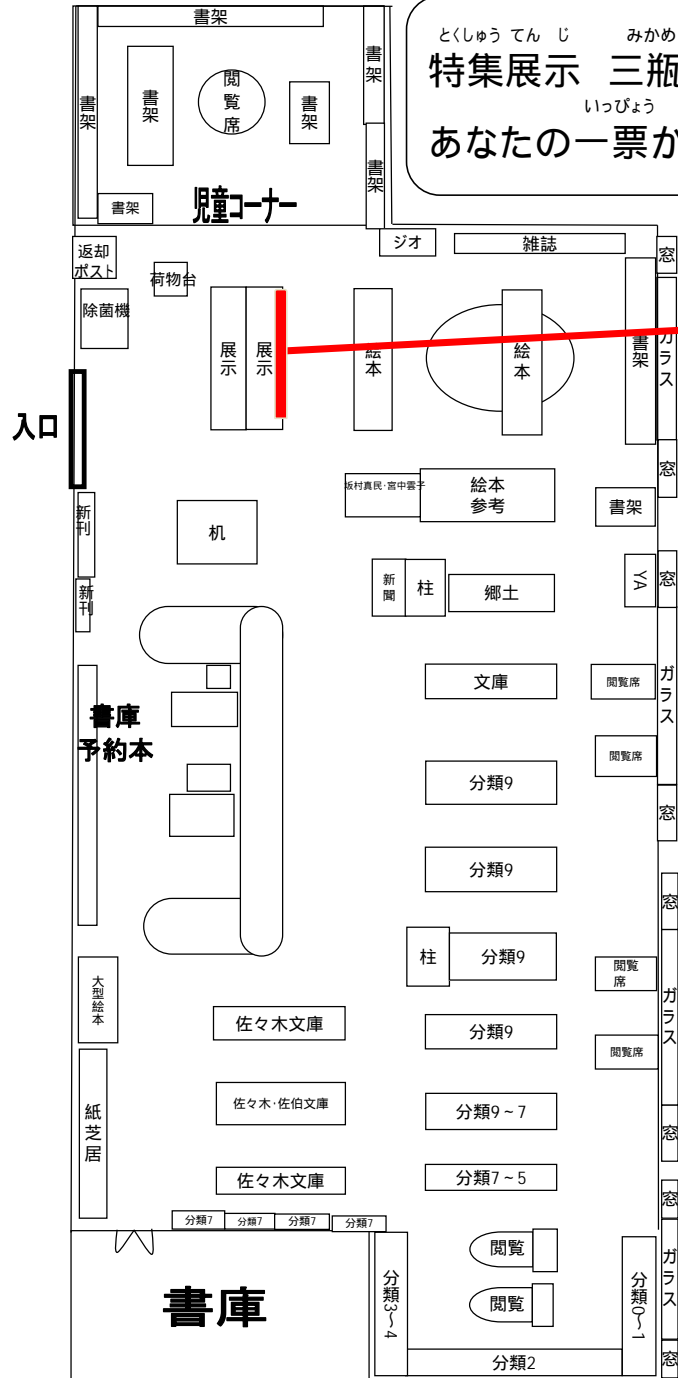 書架
とくしゅう てん じ みかめ
特集展示 三瓶
いっぴょう
あなたの一票が
書架
書架
閲覧席
書架
書架
書架
書架
児童コーナー
返却
ポスト
荷物台
ジオ
雑誌
窓
除菌機
展示
展示
絵本
絵本
書架
ガラス
入口
窓
坂村真民・宮中雲子
絵本
参考
書架
新刊
机
新聞
柱
郷土
YA
窓
新刊
文庫
閲覧席
ガラス
書庫
予約本
閲覧席
分類9
窓
分類9
窓
柱
分類9
閲覧
席
大型絵本
ガラス
佐々木文庫
分類9
閲覧席
紙芝居
佐々木・佐伯文庫
分類9~7
窓
佐々木文庫
分類7~5
窓
分類7
分類7
分類7
分類7
閲覧
ガラス
書庫
分類3~4
閲覧
分類0~1
分類2
窓